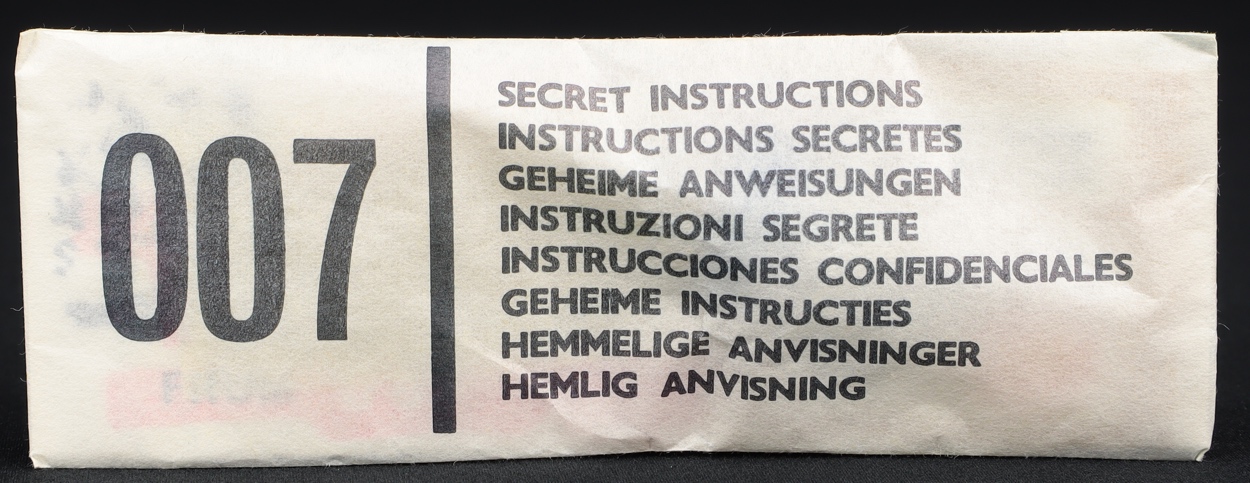 007
SECRET INSTRUCTIONS
INSTRUCTIONS SECRETES
GEHEIME ANWEISUNGEN
INSTRUZIONI SEGRETE
INSTRUCCIONES CONFIDENCIALES
GEHEIME INSTRUCTIES
HEMMELIGE ANVISNINGER
HEMLIG ANVISNING